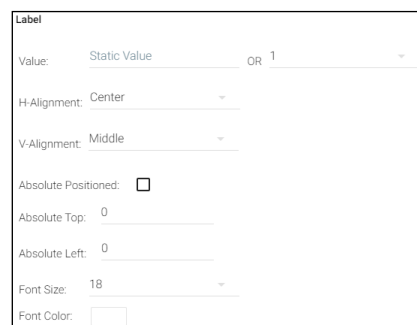 Label
Value: Static Value OR 1
H-Alignment: Center
V-Alignment: Middle
Absolute Positioned:
Absolute Top: 0
Absolute Left: 0
Font Size: 18
Font Color: